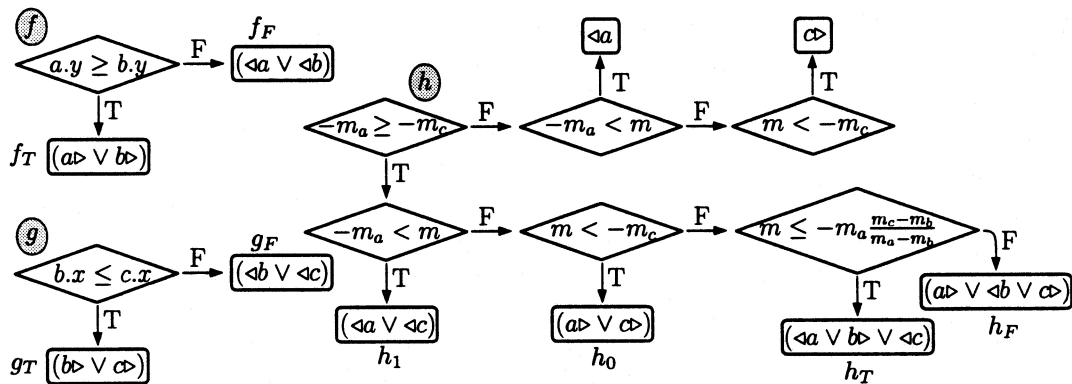 f
a.y ≥ b.y
F
f_F
(◃a ∨ ◃b)
T
f_T
(a▹ ∨ b▹)
g
b.x ≤ c.x
F
g_F
(◃b ∨ ◃c)
T
g_T
(b▹ ∨ c▹)
h
−m_a ≥ −m_c
F
−m_a < m
T
◃a
F
m < −m_c
T
c▹
T
−m_a < m
F
m < −m_c
F
m ≤ −m_a \frac{m_c−m_b}{m_a−m_b}
F
T
(◃a ∨ ◃c)
h_1
T
(a▹ ∨ c▹)
h_0
T
(◃a ∨ b▹ ∨ ◃c)
h_T
(a▹ ∨ ◃b ∨ c▹)
h_F